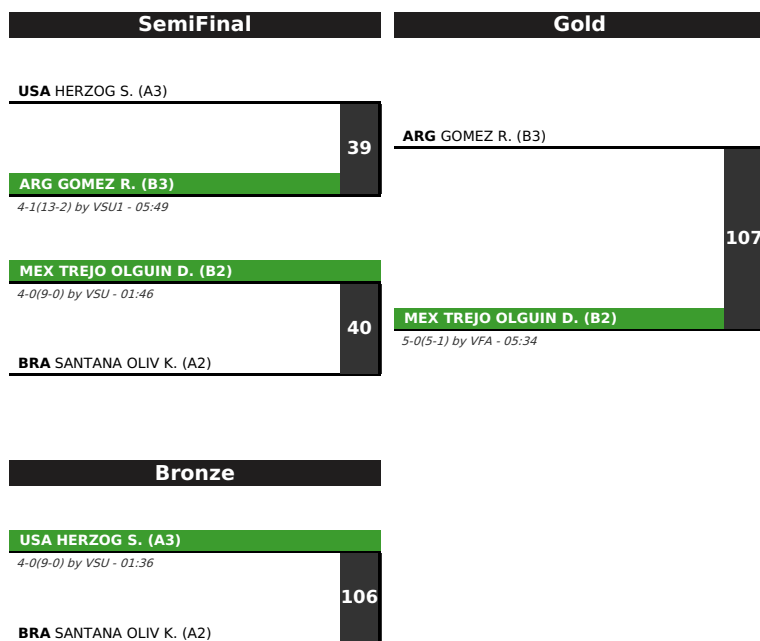 SemiFinal
USA HERZOG S. (A3)
39
ARG GOMEZ R. (B3)
4-1(13-2) by VSU1 - 05:49
MEX TREJO OLGUIN D. (B2)
4-0(9-0) by VSU - 01:46
40
BRA SANTANA OLIV K. (A2)
Gold
ARG GOMEZ R. (B3)
107
MEX TREJO OLGUIN D. (B2)
5-0(5-1) by VFA - 05:34
Bronze
USA HERZOG S. (A3)
4-0(9-0) by VSU - 01:36
106
BRA SANTANA OLIV K. (A2)